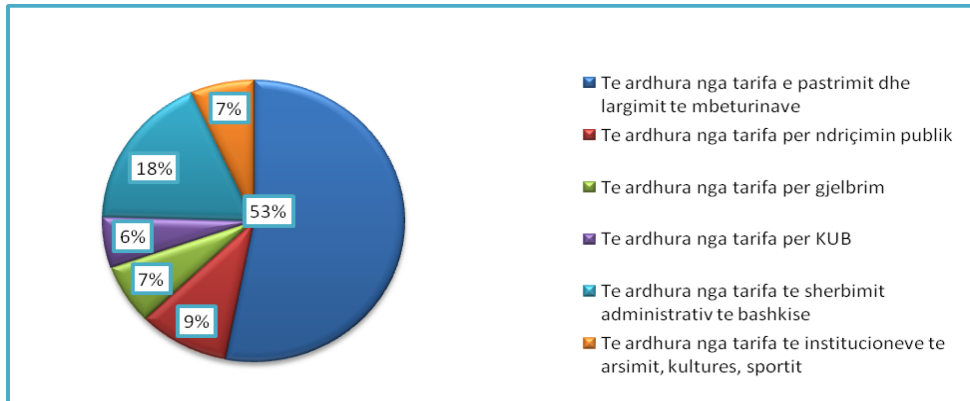 7%
18%
53%
6%
7%
9%
Te ardhura nga tarifa e pastrimit dhe
largimit te mbeturinave
Te ardhura nga tarifa per ndriçimin publik
Te ardhura nga tarifa per gjelbrim
Te ardhura nga tarifa per KUB
Te ardhura nga tarifa te sherbimit
administrativ te bashkise
Te ardhura nga tarifa te institucioneve te
arsimit, kultures, sportit